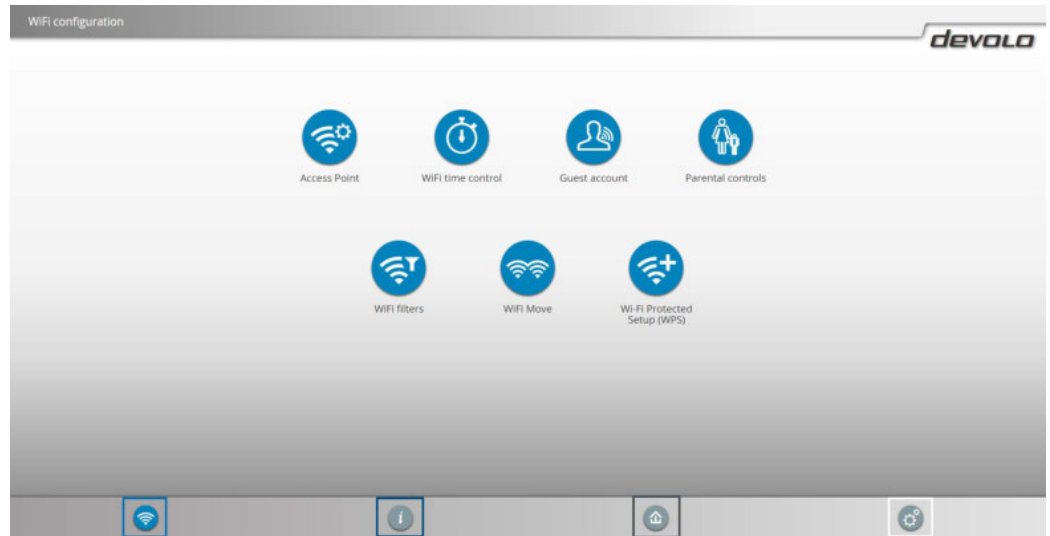 WiFi configuration
devolo
Access Point
WiFi time control
Guest account
Parental controls
WiFi filters
WiFi Move
Wi-Fi Protected
Setup (WPS)
i